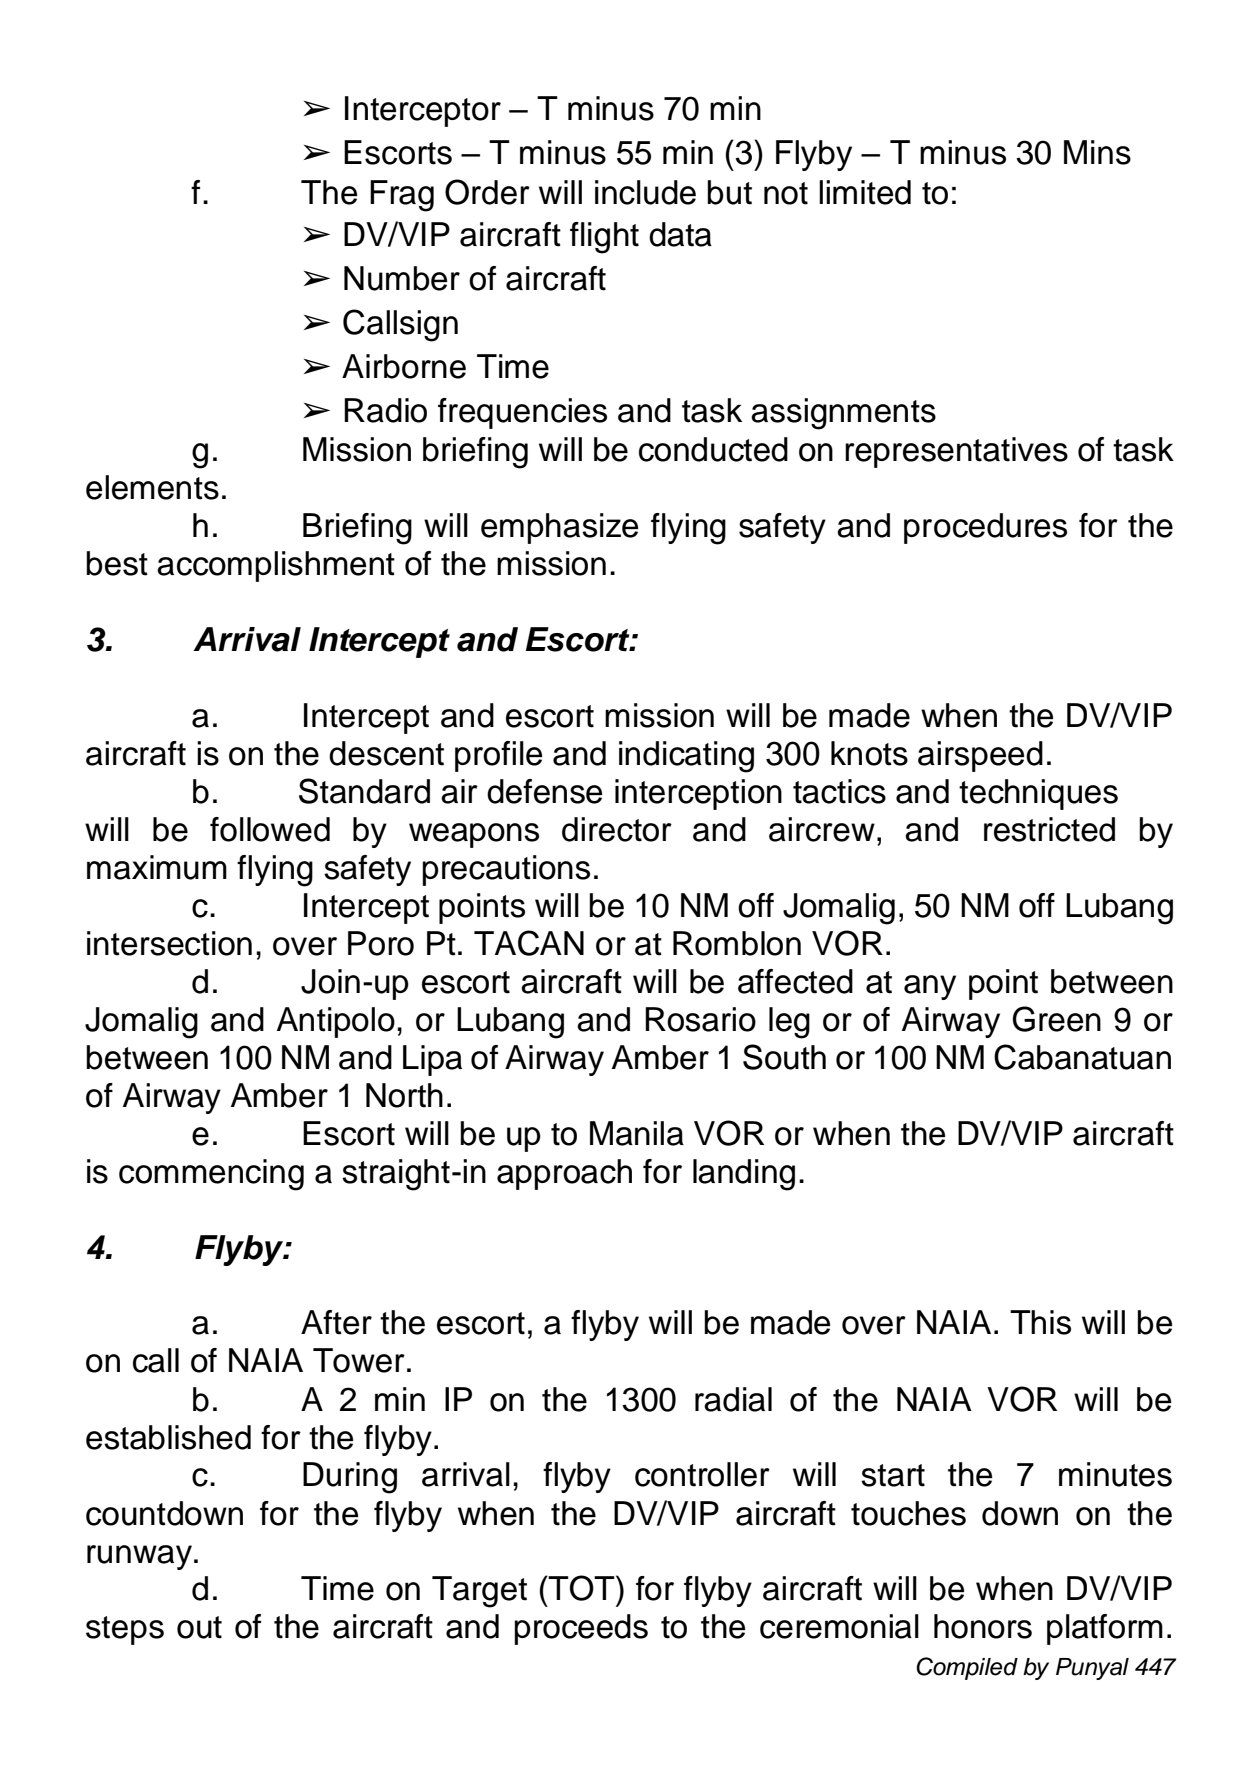 ➢ Interceptor – T minus 70 min
➢ Escorts – T minus 55 min (3) Flyby – T minus 30 Mins
f. The Frag Order will include but not limited to:
➢ DV/VIP aircraft flight data
➢ Number of aircraft
➢ Callsign
➢ Airborne Time
➢ Radio frequencies and task assignments
g. Mission briefing will be conducted on representatives of task
elements.
h. Briefing will emphasize flying safety and procedures for the
best accomplishment of the mission.
3. Arrival Intercept and Escort:
a. Intercept and escort mission will be made when the DV/VIP
aircraft is on the descent profile and indicating 300 knots airspeed.
b. Standard air defense interception tactics and techniques
will be followed by weapons director and aircrew, and restricted by
maximum flying safety precautions.
c. Intercept points will be 10 NM off Jomalig, 50 NM off Lubang
intersection, over Poro Pt. TACAN or at Romblon VOR.
d. Join-up escort aircraft will be affected at any point between
Jomalig and Antipolo, or Lubang and Rosario leg or of Airway Green 9 or
between 100 NM and Lipa of Airway Amber 1 South or 100 NM Cabanatuan
of Airway Amber 1 North.
e. Escort will be up to Manila VOR or when the DV/VIP aircraft
is commencing a straight-in approach for landing.
4. Flyby:
a. After the escort, a flyby will be made over NAIA. This will be
on call of NAIA Tower.
b. A 2 min IP on the 1300 radial of the NAIA VOR will be
established for the flyby.
c. During arrival, flyby controller will start the 7 minutes
countdown for the flyby when the DV/VIP aircraft touches down on the
runway.
d. Time on Target (TOT) for flyby aircraft will be when DV/VIP
steps out of the aircraft and proceeds to the ceremonial honors platform.
Compiled by Punyal 447